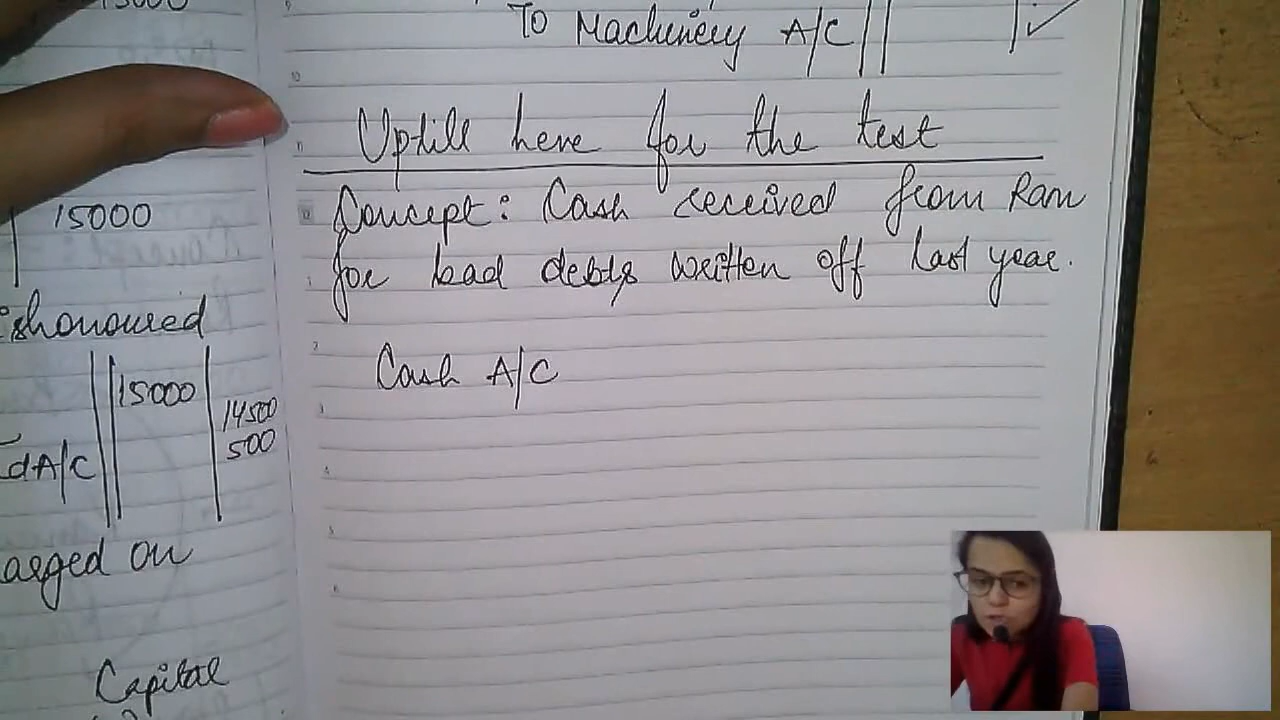 15000
15000
ishonoured
15000
14500
500
d A/C
arged on
Capital
To Machinery A/C
Uptill here for the test
Concept: Cash received from Ram
for bad debts written off last year.
Cash A/C